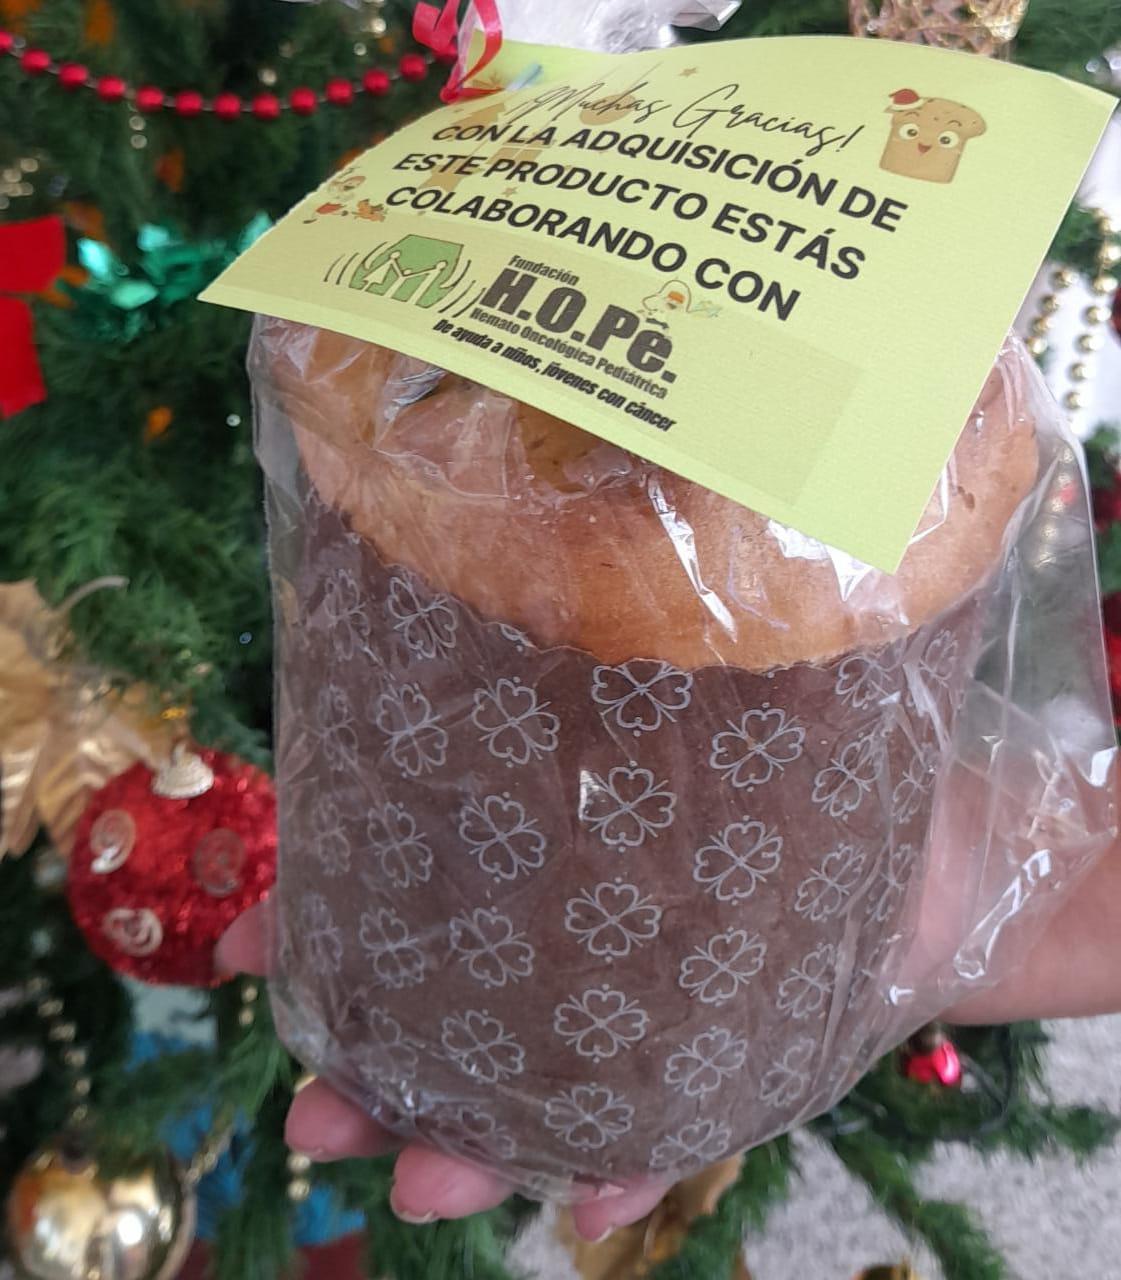 Muchas Gracias!
CON LA ADQUISICIÓN DE
ESTE PRODUCTO ESTÁS
COLABORANDO CON
Fundación
H.O.Pe.
Hemato Oncológica Pediátrica
De ayuda a niños, jóvenes con cáncer